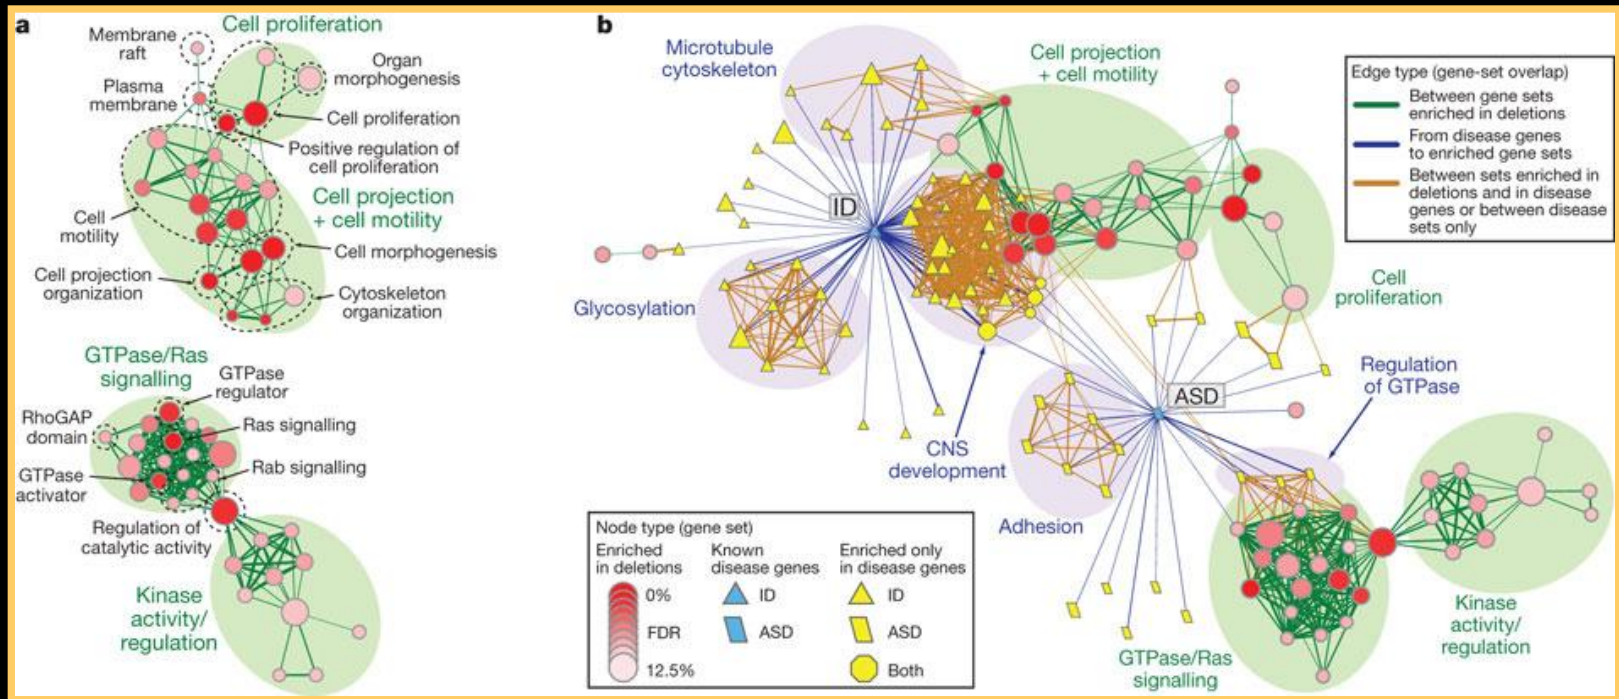 a
Cell proliferation
Membrane
raft
Organ
morphogenesis
Plasma
membrane
Cell proliferation
Positive regulation of
cell proliferation
Cell projection
+ cell motility
Cell
motility
Cell morphogenesis
Cell projection
organization
Cytoskeleton
organization
GTPase/Ras
signalling
GTPase
regulator
RhoGAP
domain
Ras signalling
Rab signalling
GTPase
activator
Regulation of
catalytic activity
Kinase
activity/
regulation
b
Microtubule
cytoskeleton
Cell projection
+ cell motility
Edge type (gene-set overlap)
Between gene sets
enriched in deletions
From disease genes
to enriched gene sets
Between sets enriched in
deletions and in disease
genes or between disease
sets only
ID
Glycosylation
Cell
proliferation
Regulation
of GTPase
ASD
CNS
development
Adhesion
Node type (gene set)
Enriched
in deletions
Known
disease genes
Enriched only
in disease genes
0%
FDR
12.5%
ID
ASD
ID
ASD
Both
GTPase/Ras
signalling
Kinase
activity/
regulation